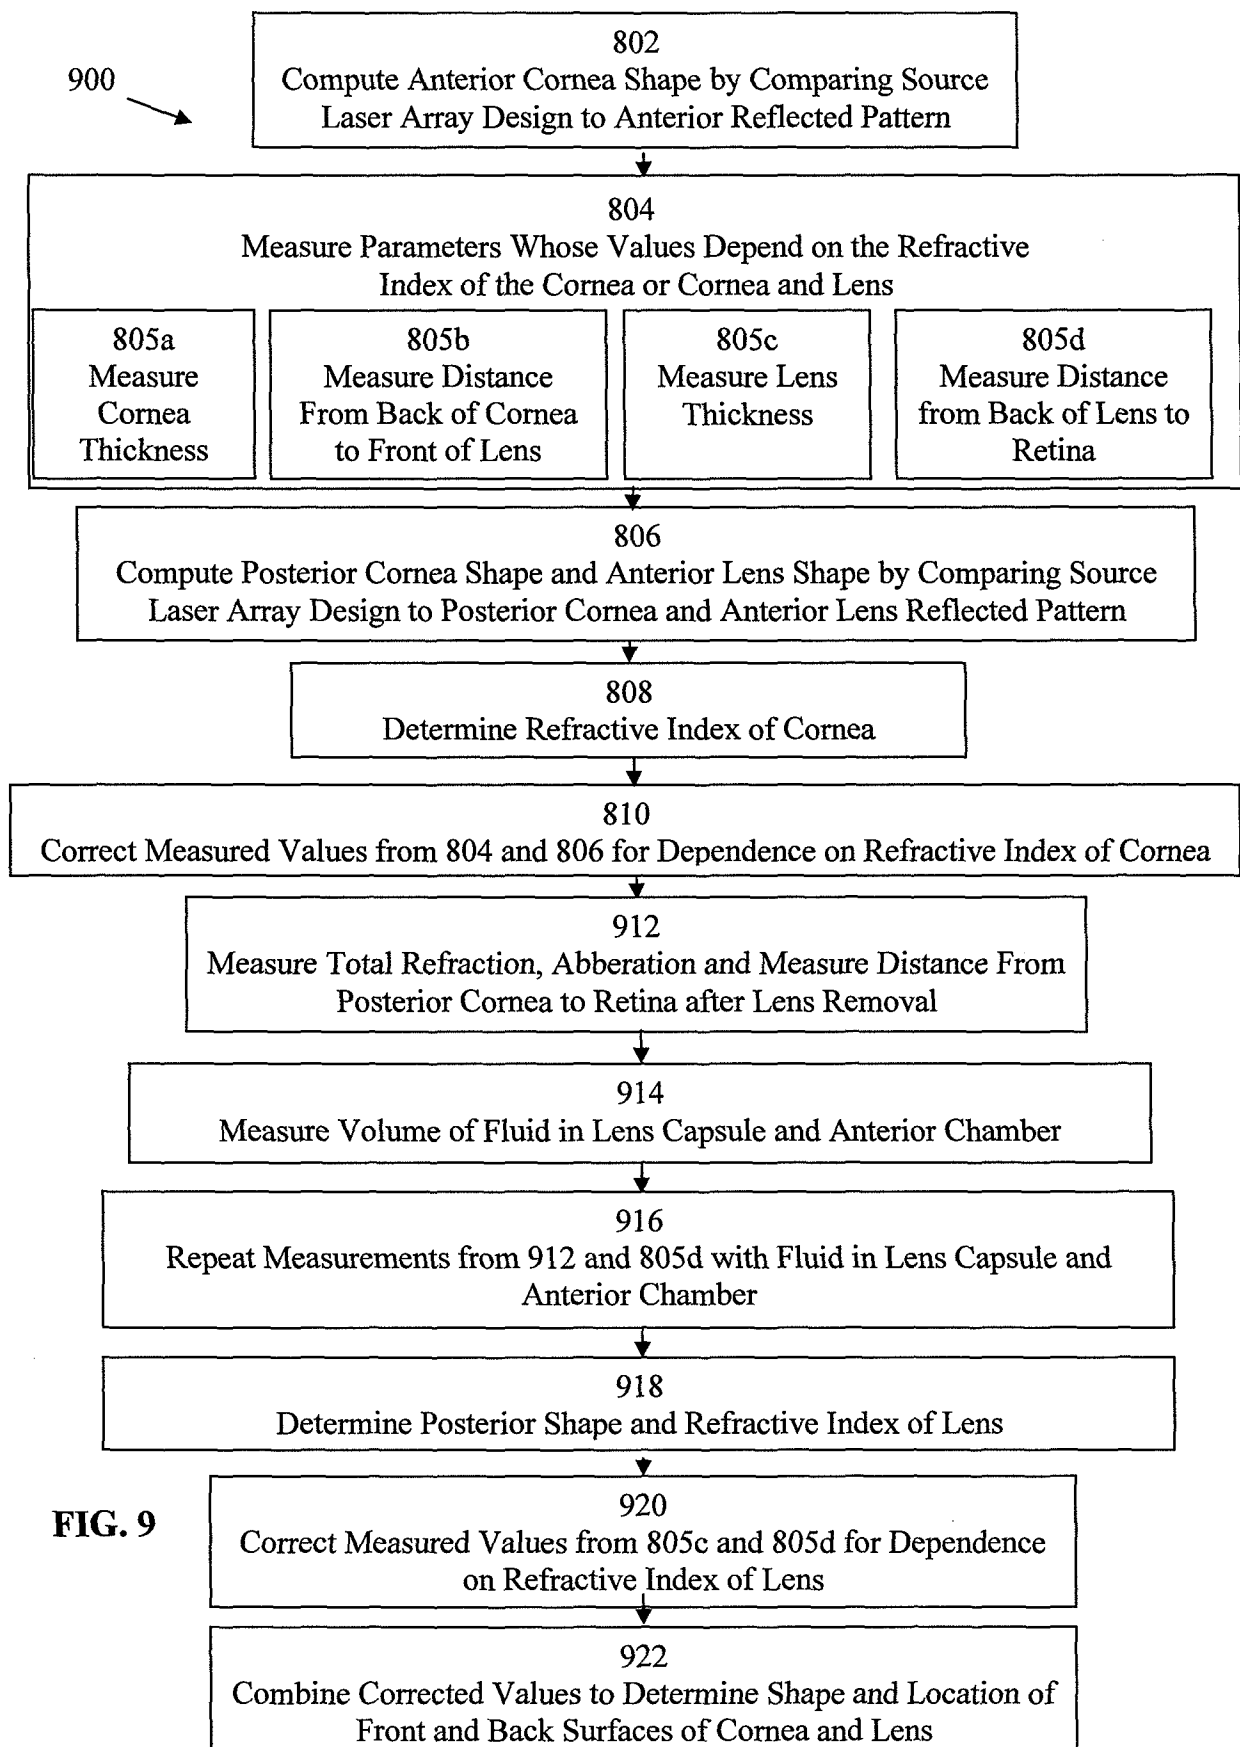 900
802
Compute Anterior Cornea Shape by Comparing Source
Laser Array Design to Anterior Reflected Pattern
804
Measure Parameters Whose Values Depend on the Refractive
Index of the Cornea or Cornea and Lens
805a
Measure
Cornea
Thickness
805b
Measure Distance
From Back of Cornea
to Front of Lens
805c
Measure Lens
Thickness
805d
Measure Distance
from Back of Lens to
Retina
806
Compute Posterior Cornea Shape and Anterior Lens Shape by Comparing Source
Laser Array Design to Posterior Cornea and Anterior Lens Reflected Pattern
808
Determine Refractive Index of Cornea
810
Correct Measured Values from 804 and 806 for Dependence on Refractive Index of Cornea
912
Measure Total Refraction, Abberation and Measure Distance From
Posterior Cornea to Retina after Lens Removal
914
Measure Volume of Fluid in Lens Capsule and Anterior Chamber
916
Repeat Measurements from 912 and 805d with Fluid in Lens Capsule and
Anterior Chamber
918
Determine Posterior Shape and Refractive Index of Lens
FIG. 9
920
Correct Measured Values from 805c and 805d for Dependence
on Refractive Index of Lens
922
Combine Corrected Values to Determine Shape and Location of
Front and Back Surfaces of Cornea and Lens